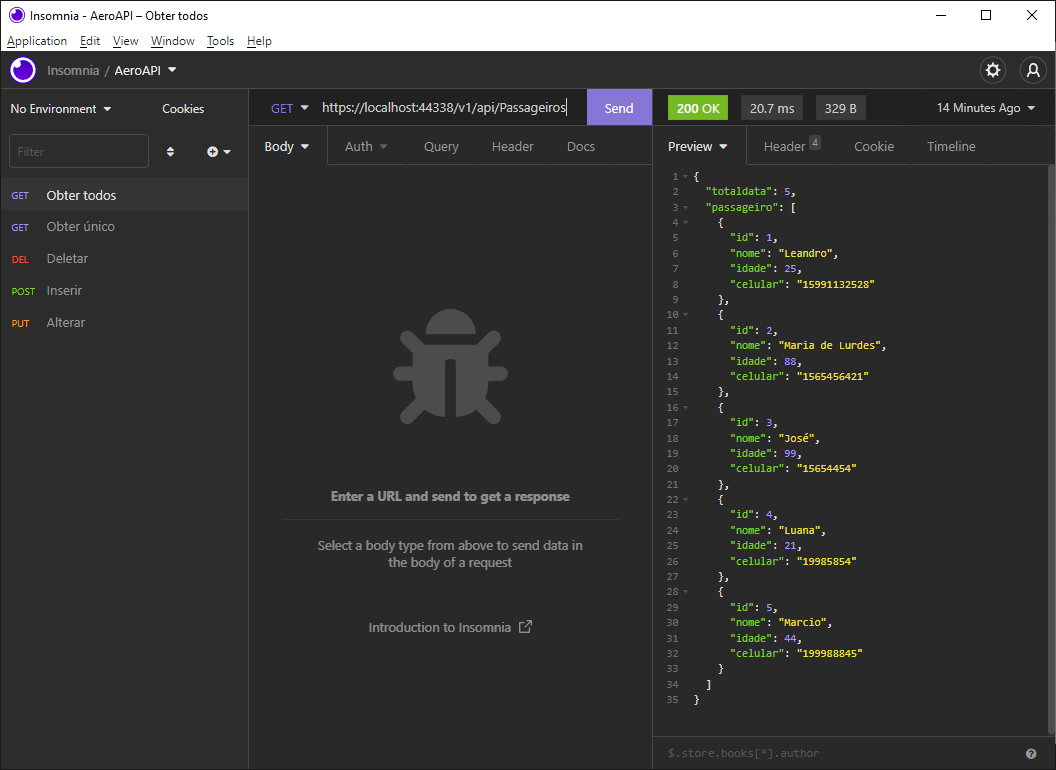 Insomnia - AeroAPI – Obter todos
Application Edit View Window Tools Help
Insomnia / AeroAPI
No Environment Cookies
Filter
GET Obter todos
GET Obter único
DEL Deletar
POST Inserir
PUT Alterar
GET https://localhost:44338/v1/api/Passageiros Send
Body Auth Query Header Docs
Enter a URL and send to get a response
Select a body type from above to send data in
the body of a request
Introduction to Insomnia
200 OK 20.7 ms 329 B 14 Minutes Ago
Preview Header 4 Cookie Timeline
1 {
2 "totaldata": 5,
3 "passageiro": [
4 {
5 "id": 1,
6 "nome": "Leandro",
7 "idade": 25,
8 "celular": "15991132528"
9 },
10 {
11 "id": 2,
12 "nome": "Maria de Lurdes",
13 "idade": 88,
14 "celular": "1565456421"
15 },
16 {
17 "id": 3,
18 "nome": "José",
19 "idade": 99,
20 "celular": "15654454"
21 },
22 {
23 "id": 4,
24 "nome": "Luana",
25 "idade": 21,
26 "celular": "19985854"
27 },
28 {
29 "id": 5,
30 "nome": "Marcio",
31 "idade": 44,
32 "celular": "199988845"
33 }
34 ]
35 }
$.store.books[*].author